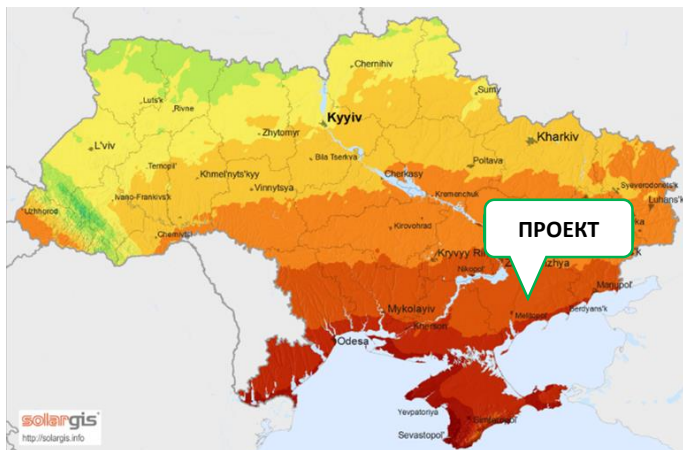 Chernihiv
Sumy
Luts'k
Rivne
Kyyiv
Zhytomyr
Kharkiv
L'viv
Bila Tserkva
Poltava
Ternopil'
Khmel'nyts'kyy
Cherkasy
Syeverodonets'k
Ivano-Frankivs'k
Vinnytsya
Kremenchuk
Luhans'k
Uzhhorod
Chernivtsi
Kirovohrad
ПРОЕКТ
Kryvyy
Nikopol'
Mariupol'
Mykolayiv
Melitopol'
Berdyans'k
Kherson
Odesa
Yevpatoriya
Simferopol'
Sevastopol'
solargis
http://solargis.info